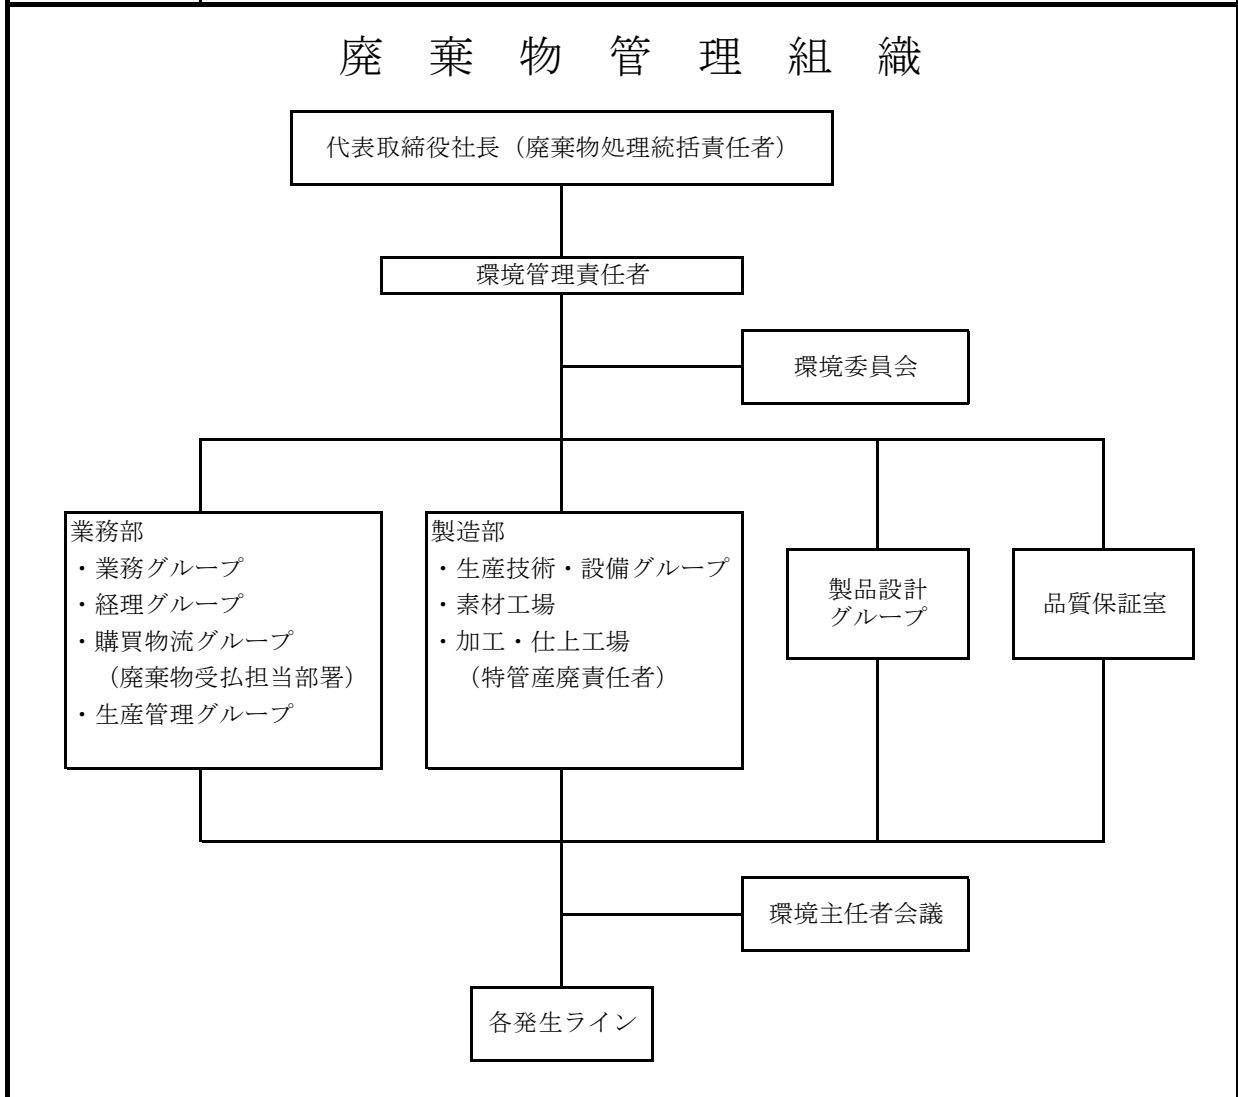 廃棄物管理組織
代表取締役社長（廃棄物処理統括責任者）
環境管理責任者
環境委員会
業務部
・業務グループ
・経理グループ
・購買物流グループ
（廃棄物受払担当部署）
・生産管理グループ
製造部
・生産技術・設備グループ
・素材工場
・加工・仕上工場
（特管産廃責任者）
製品設計
グループ
品質保証室
環境主任者会議
各発生ライン